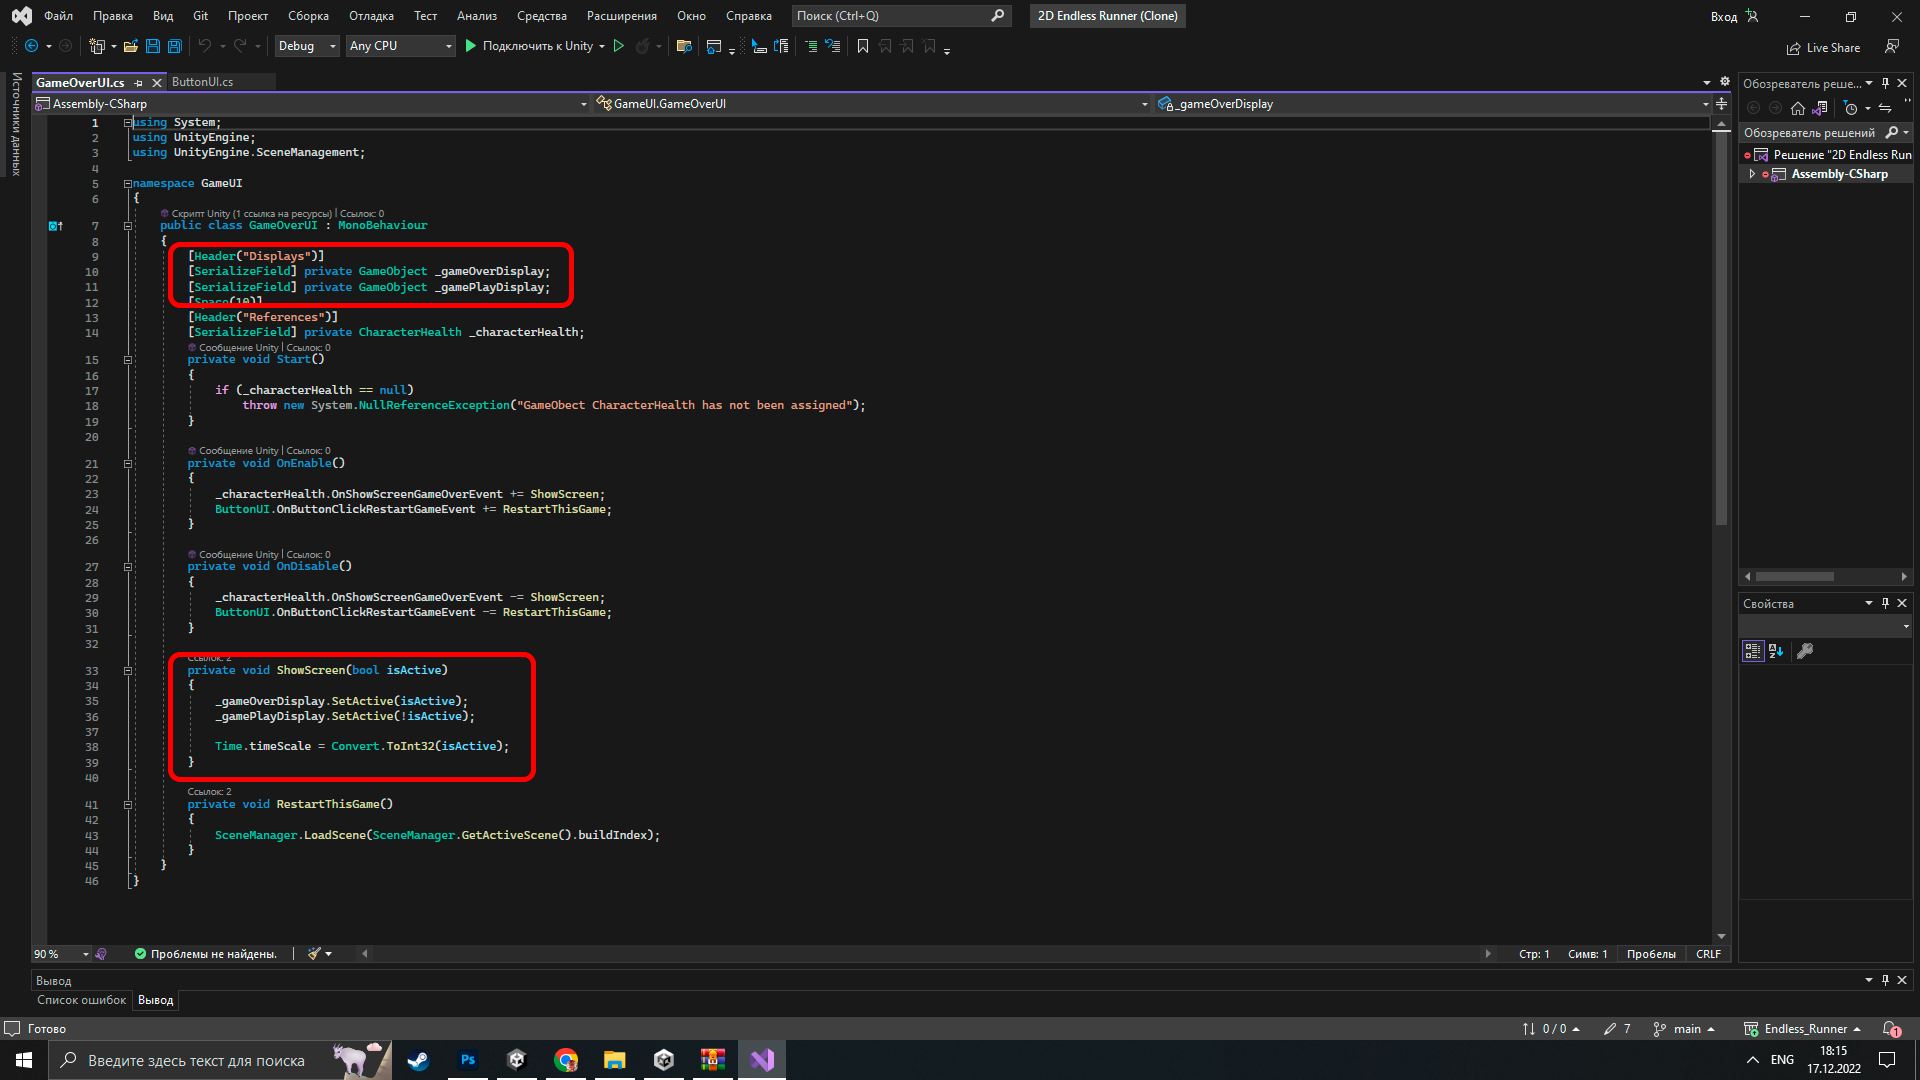 Файл Правка Вид Git Проект Сборка Отладка Тест Анализ Средства Расширения Окно Справка Поиск (Ctrl+Q) 2D Endless Runner (Clone) Вход
Debug Any CPU Подключить к Unity Live Share
Источники данных
GameOverUI.cs ButtonUI.cs
Assembly-CSharp GameUI.GameOverUI _gameOverDisplay
1 using System;
2 using UnityEngine;
3 using UnityEngine.SceneManagement;
4
5 namespace GameUI
6 {
Скрипт Unity (1 ссылка на ресурсы) | Ссылок: 0
7 public class GameOverUI : MonoBehaviour
8 {
9 [Header("Displays")]
10 [SerializeField] private GameObject _gameOverDisplay;
11 [SerializeField] private GameObject _gamePlayDisplay;
12 [Space(10)]
13 [Header("References")]
14 [SerializeField] private CharacterHealth _characterHealth;
Сообщение Unity | Ссылок: 0
15 private void Start()
16 {
17 if (_characterHealth == null)
18 throw new System.NullReferenceException("GameObect CharacterHealth has not been assigned");
19 }
20
Сообщение Unity | Ссылок: 0
21 private void OnEnable()
22 {
23 _characterHealth.OnShowScreenGameOverEvent += ShowScreen;
24 ButtonUI.OnButtonClickRestartGameEvent += RestartThisGame;
25 }
26
Сообщение Unity | Ссылок: 0
27 private void OnDisable()
28 {
29 _characterHealth.OnShowScreenGameOverEvent -= ShowScreen;
30 ButtonUI.OnButtonClickRestartGameEvent -= RestartThisGame;
31 }
32
Ссылок: 2
33 private void ShowScreen(bool isActive)
34 {
35 _gameOverDisplay.SetActive(isActive);
36 _gamePlayDisplay.SetActive(!isActive);
37
38 Time.timeScale = Convert.ToInt32(isActive);
39 }
40
Ссылок: 2
41 private void RestartThisGame()
42 {
43 SceneManager.LoadScene(SceneManager.GetActiveScene().buildIndex);
44 }
45 }
46 }
Обозреватель реше...
Обозреватель решений
Решение "2D Endless Run
Assembly-CSharp
Свойства
90 % Проблемы не найдены. Стр: 1 Симв: 1 Пробелы CRLF
Вывод
Список ошибок Вывод
Готово 0 / 0 7 main Endless_Runner 1
Введите здесь текст для поиска Ps ENG 18:15
17.12.2022